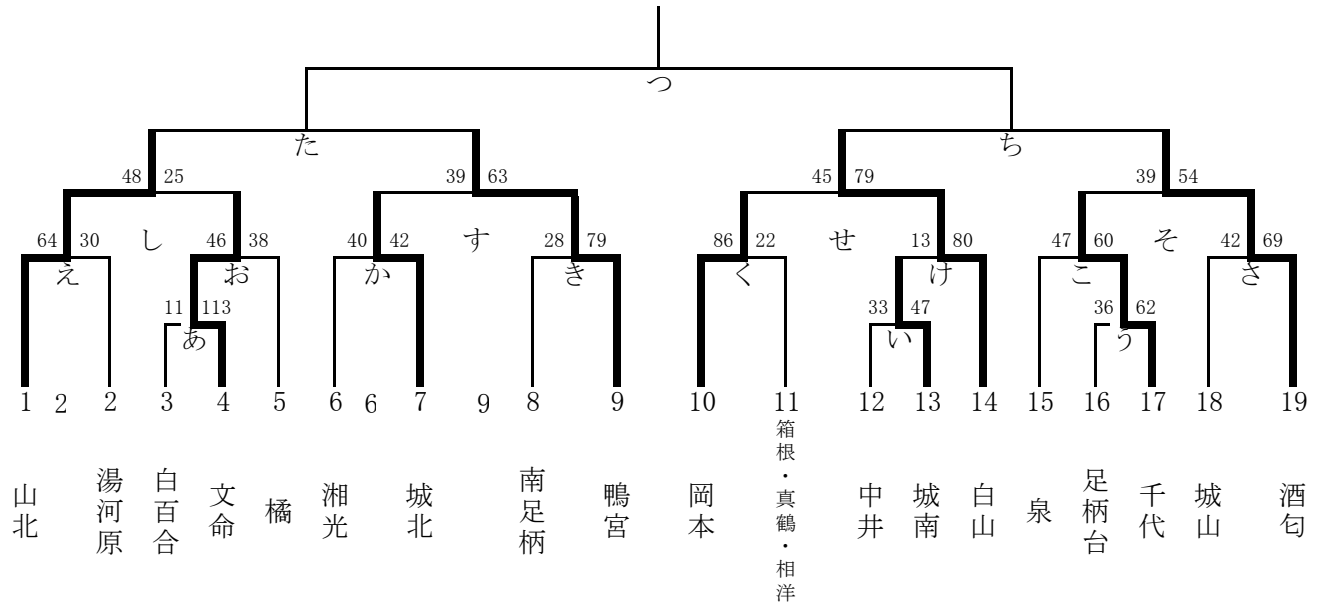 つ
た ち
48 25 39 63 45 79 39 54
64 30 し 46 38 40 42 す 28 79 86 22 せ 13 80 47 60 そ 42 69
え お か き く け こ さ
11 113 33 47 36 62
あ い う
1 2 2 3 4 5 6 6 7 9 8 9 10 11 12 13 14 15 16 17 18 19
山北
湯河原
白百合
文命
橘
湘光
城北
南足柄
鴨宮
岡本
箱根・真鶴・相洋
中井
城南
白山
泉
足柄台
千代
城山
酒匂